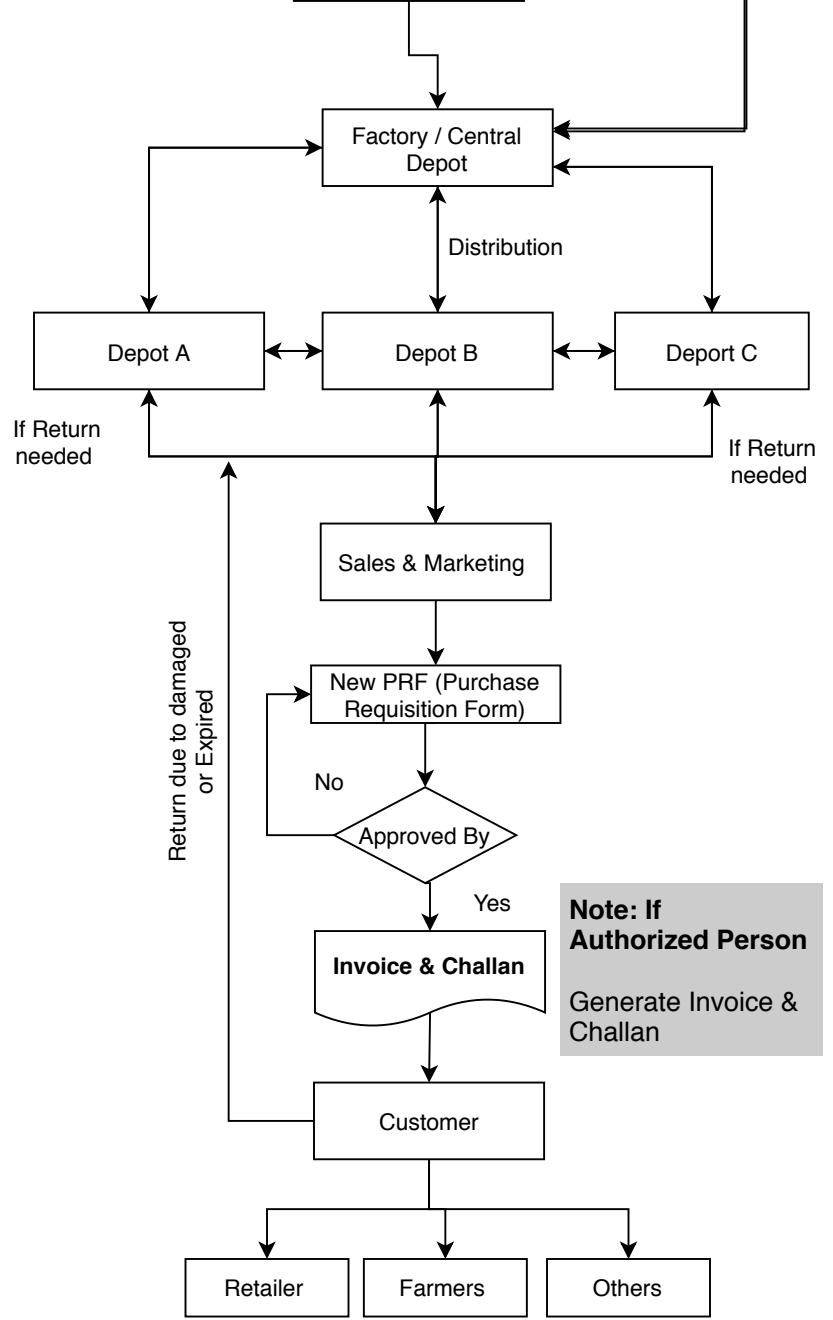 Factory / Central
Depot
Distribution
Depot A
Depot B
Deport C
If Return
needed
If Return
needed
Sales & Marketing
Return due to damaged
or Expired
New PRF (Purchase
Requisition Form)
No
Approved By
Yes
Note: If
Authorized Person
Invoice & Challan
Generate Invoice &
Challan
Customer
Retailer
Farmers
Others